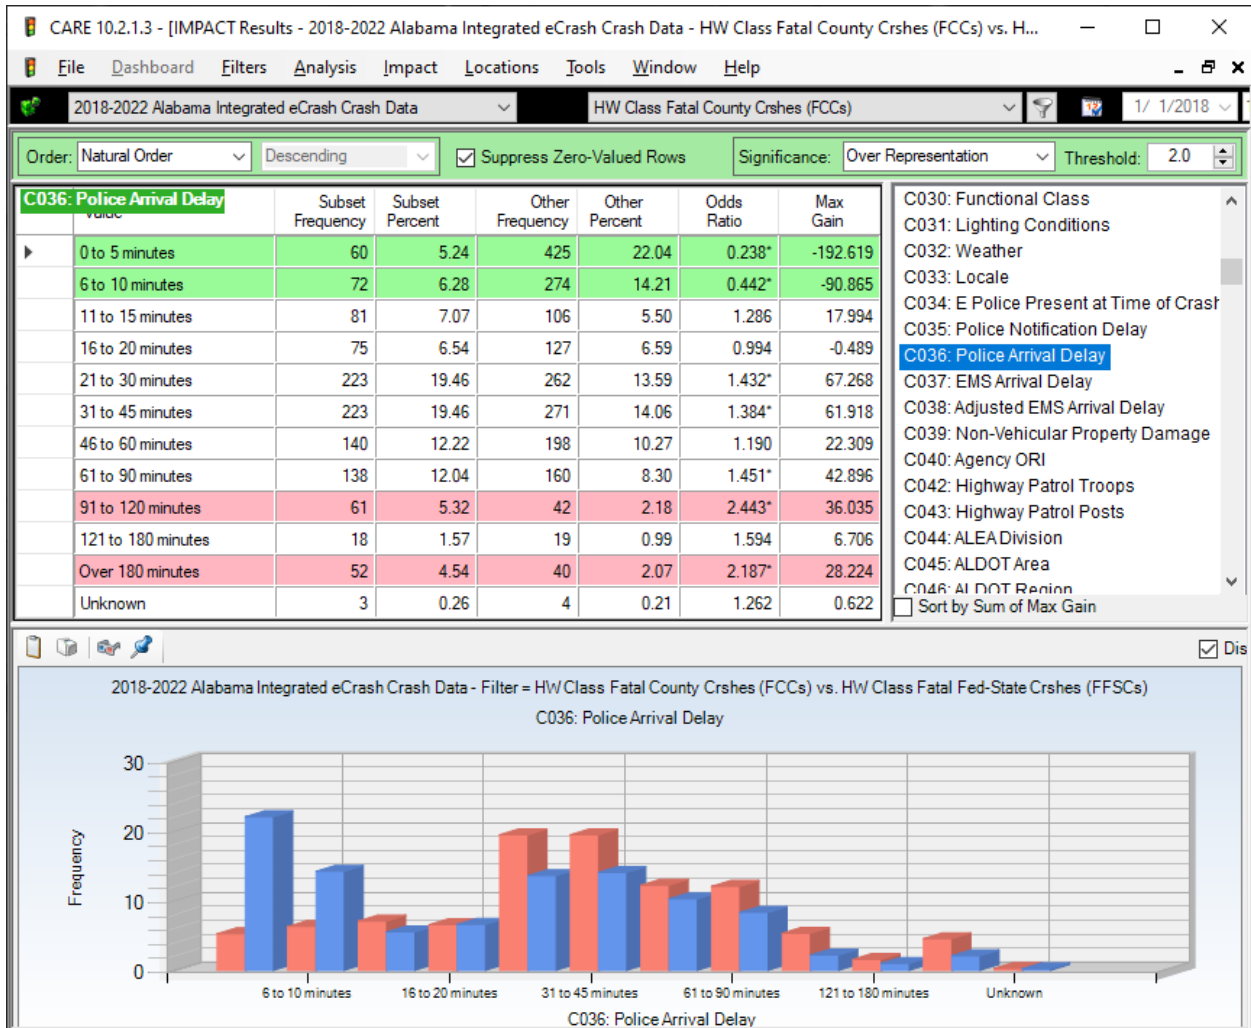 CARE 10.2.1.3 - [IMPACT Results - 2018-2022 Alabama Integrated eCrash Crash Data - HW Class Fatal County Crshes (FCCs) vs. H...
File Dashboard Filters Analysis Impact Locations Tools Window Help
2018-2022 Alabama Integrated eCrash Crash Data HW Class Fatal County Crshes (FCCs) 1/ 1/2018
Order: Natural Order Descending Suppress Zero-Valued Rows Significance: Over Representation Threshold: 2.0
C036: Police Arrival Delay Subset Frequency Subset Percent Other Frequency Other Percent Odds Ratio Max Gain
0 to 5 minutes 60 5.24 425 22.04 0.238* -192.619
6 to 10 minutes 72 6.28 274 14.21 0.442* -90.865
11 to 15 minutes 81 7.07 106 5.50 1.286 17.994
16 to 20 minutes 75 6.54 127 6.59 0.994 -0.489
21 to 30 minutes 223 19.46 262 13.59 1.432* 67.268
31 to 45 minutes 223 19.46 271 14.06 1.384* 61.918
46 to 60 minutes 140 12.22 198 10.27 1.190 22.309
61 to 90 minutes 138 12.04 160 8.30 1.451* 42.896
91 to 120 minutes 61 5.32 42 2.18 2.443* 36.035
121 to 180 minutes 18 1.57 19 0.99 1.594 6.706
Over 180 minutes 52 4.54 40 2.07 2.187* 28.224
Unknown 3 0.26 4 0.21 1.262 0.622
C030: Functional Class
C031: Lighting Conditions
C032: Weather
C033: Locale
C034: E Police Present at Time of Crash
C035: Police Notification Delay
C036: Police Arrival Delay
C037: EMS Arrival Delay
C038: Adjusted EMS Arrival Delay
C039: Non-Vehicular Property Damage
C040: Agency ORI
C042: Highway Patrol Troops
C043: Highway Patrol Posts
C044: ALEA Division
C045: ALDOT Area
C046: ALDOT Region
Sort by Sum of Max Gain
Dis
2018-2022 Alabama Integrated eCrash Crash Data - Filter = HW Class Fatal County Crshes (FCCs) vs. HW Class Fatal Fed-State Crshes (FFSCs)
C036: Police Arrival Delay
30
20
10
0
Frequency
6 to 10 minutes 16 to 20 minutes 31 to 45 minutes 61 to 90 minutes 121 to 180 minutes Unknown
C036: Police Arrival Delay